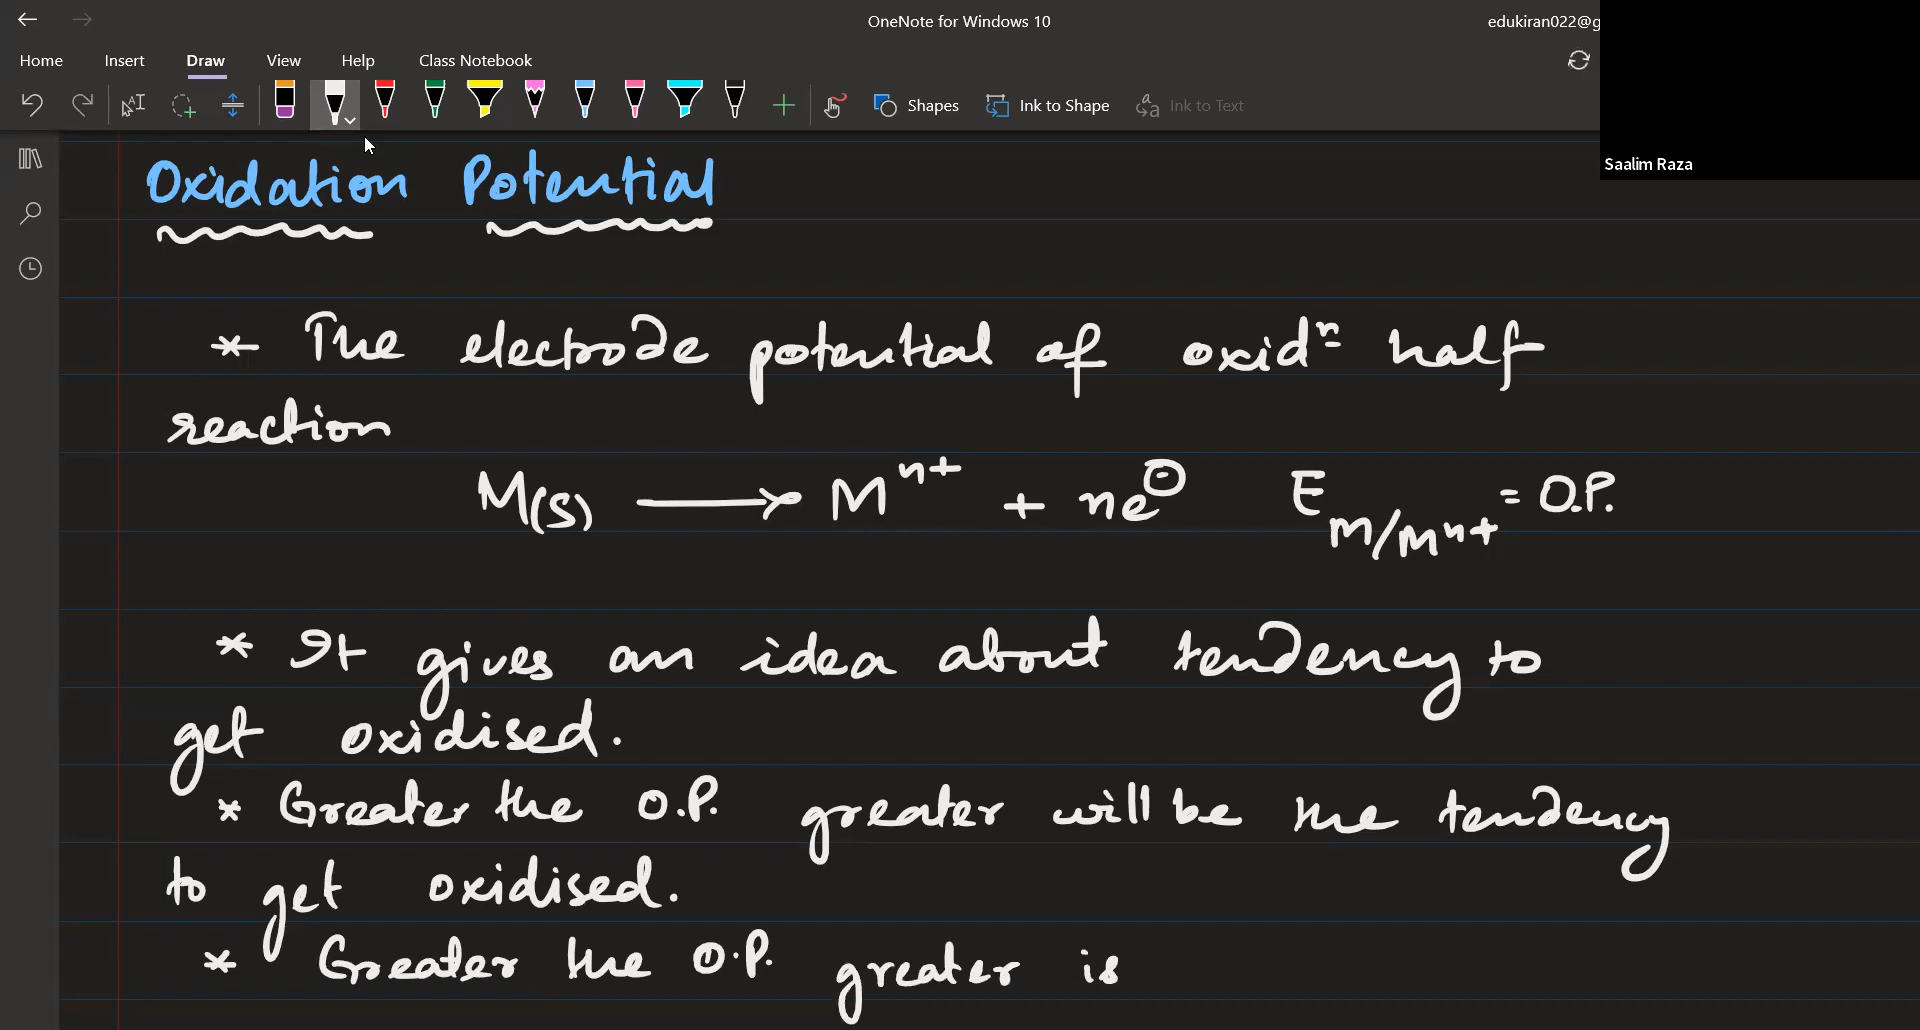 OneNote for Windows 10
edukiran022@g
Home Insert Draw View Help Class Notebook
Shapes Ink to Shape Ink to Text
Saalim Raza
Oxidation Potential
* The electrode potential of oxidⁿ half
reaction
M(s) ⟶ Mⁿ⁺ + ne⊖ E M/Mⁿ⁺ = O.P.
* It gives an idea about tendency to
get oxidised.
* Greater the O.P. greater will be the tendency
to get oxidised.
* Greater the O.P. greater is